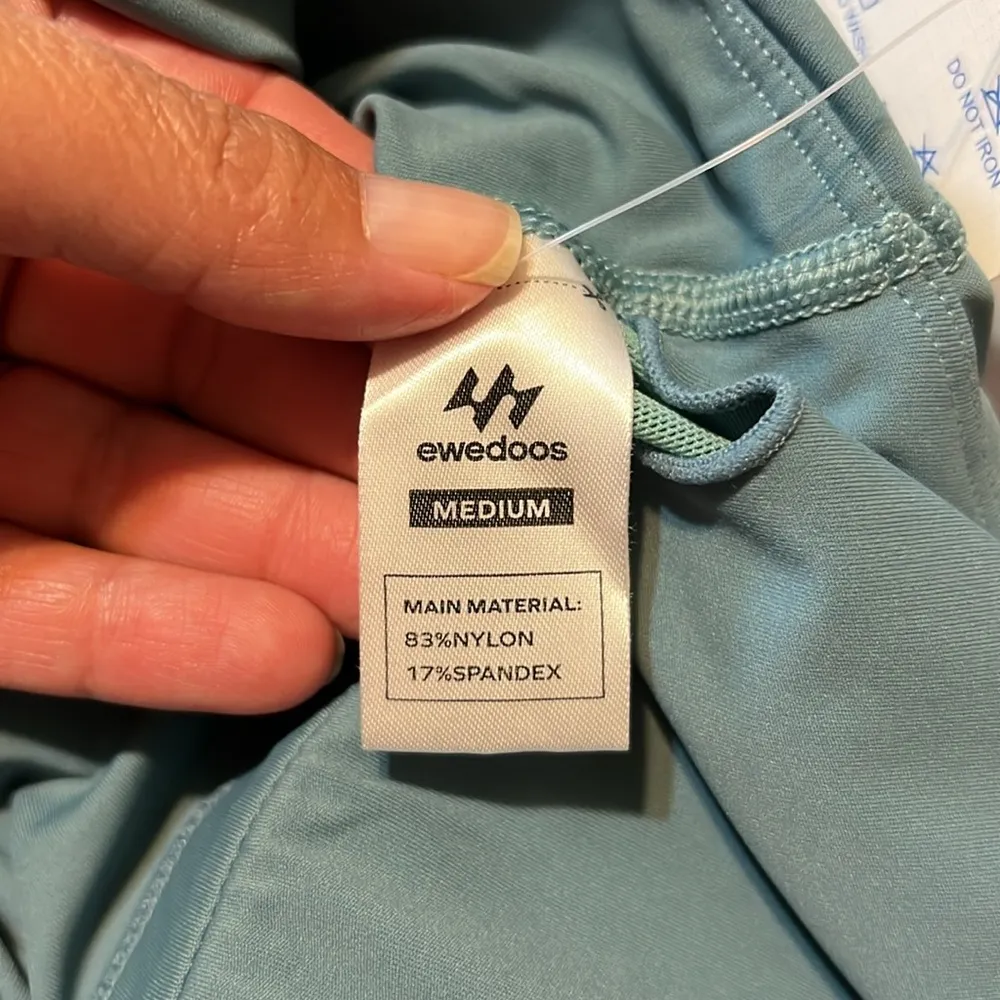 DO NOT IRON
ewedoos
MEDIUM
MAIN MATERIAL:
83%NYLON
17%SPANDEX